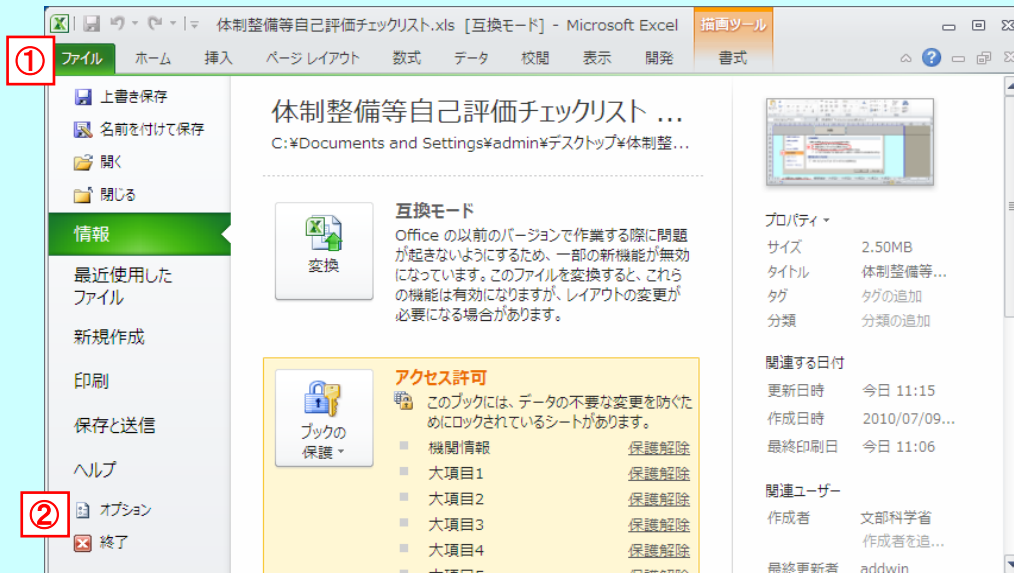 体制整備等自己評価チェックリスト.xls [互換モード] - Microsoft Excel
描画ツール
①
ファイル ホーム 挿入 ページ レイアウト 数式 データ 校閲 表示 開発 書式
上書き保存
名前を付けて保存
開く
閉じる
情報
最近使用した
ファイル
新規作成
印刷
保存と送信
ヘルプ
②
オプション
終了
体制整備等自己評価チェックリスト ...
C:¥Documents and Settings¥admin¥デスクトップ¥体制整...
変換
互換モード
Office の以前のバージョンで作業する際に問題
が起きないようにするため、一部の新機能が無効
になっています。このファイルを変換すると、これら
の機能は有効になりますが、レイアウトの変更が
必要になる場合があります。
ブックの
保護
アクセス許可
このブックには、データの不要な変更を防ぐた
めにロックされているシートがあります。
機関情報 保護解除
大項目1 保護解除
大項目2 保護解除
大項目3 保護解除
大項目4 保護解除
プロパティ
サイズ 2.50MB
タイトル 体制整備等...
タグ タグの追加
分類 分類の追加
関連する日付
更新日時 今日 11:15
作成日時 2010/07/09...
最終印刷日 今日 11:06
関連ユーザー
作成者 文部科学省
作成者を追...
最終更新者 addwin